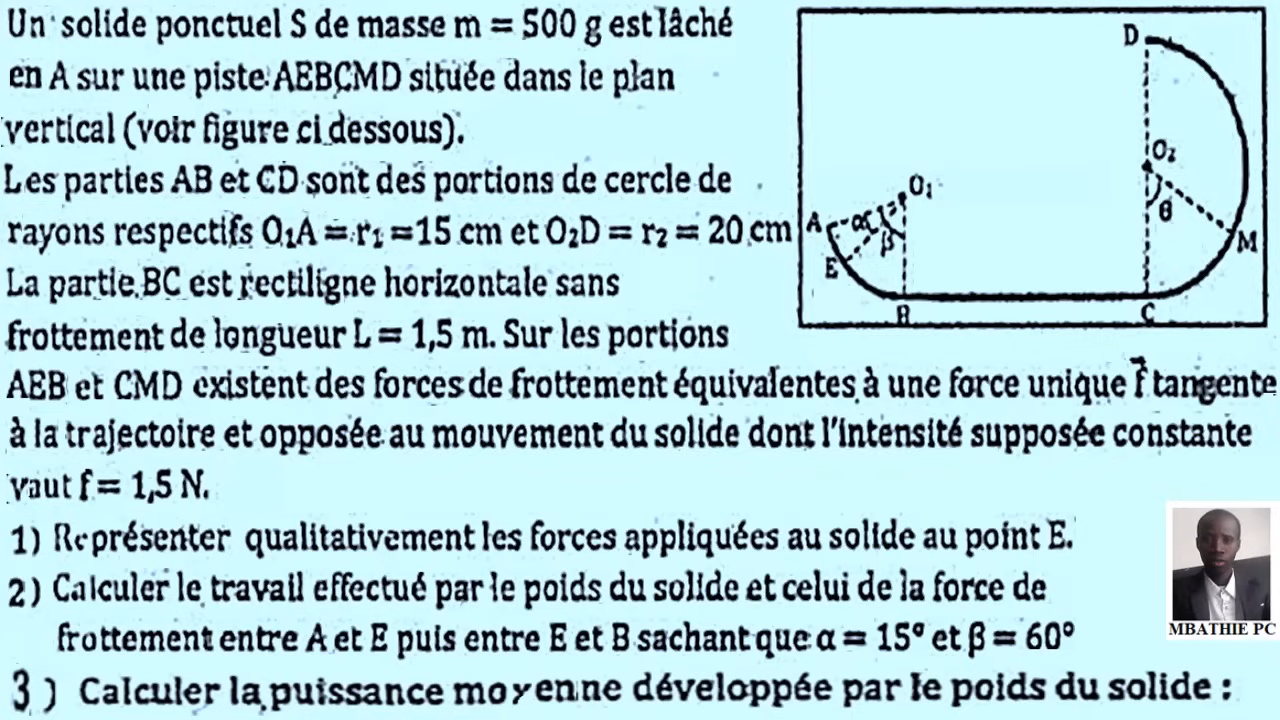 Un solide ponctuel S de masse m = 500 g est lâché
en A sur une piste AEBCMD située dans le plan
vertical (voir figure ci dessous).
Les parties AB et CD sont des portions de cercle de
rayons respectifs O₁A = r₁ = 15 cm et O₂D = r₂ = 20 cm
La partie BC est rectiligne horizontale sans
frottement de longueur L = 1,5 m. Sur les portions
AEB et CMD existent des forces de frottement équivalentes à une force unique f⃗ tangente
à la trajectoire et opposée au mouvement du solide dont l'intensité supposée constante
vaut f = 1,5 N.
1) Représenter qualitativement les forces appliquées au solide au point E.
2) Calculer le travail effectué par le poids du solide et celui de la force de
frottement entre A et E puis entre E et B sachant que α = 15° et β = 60°
3) Calculer la puissance moyenne développée par le poids du solide :
D
O₂
θ
M
C
O₁
A
α
β
E
B
MBATHIE PC